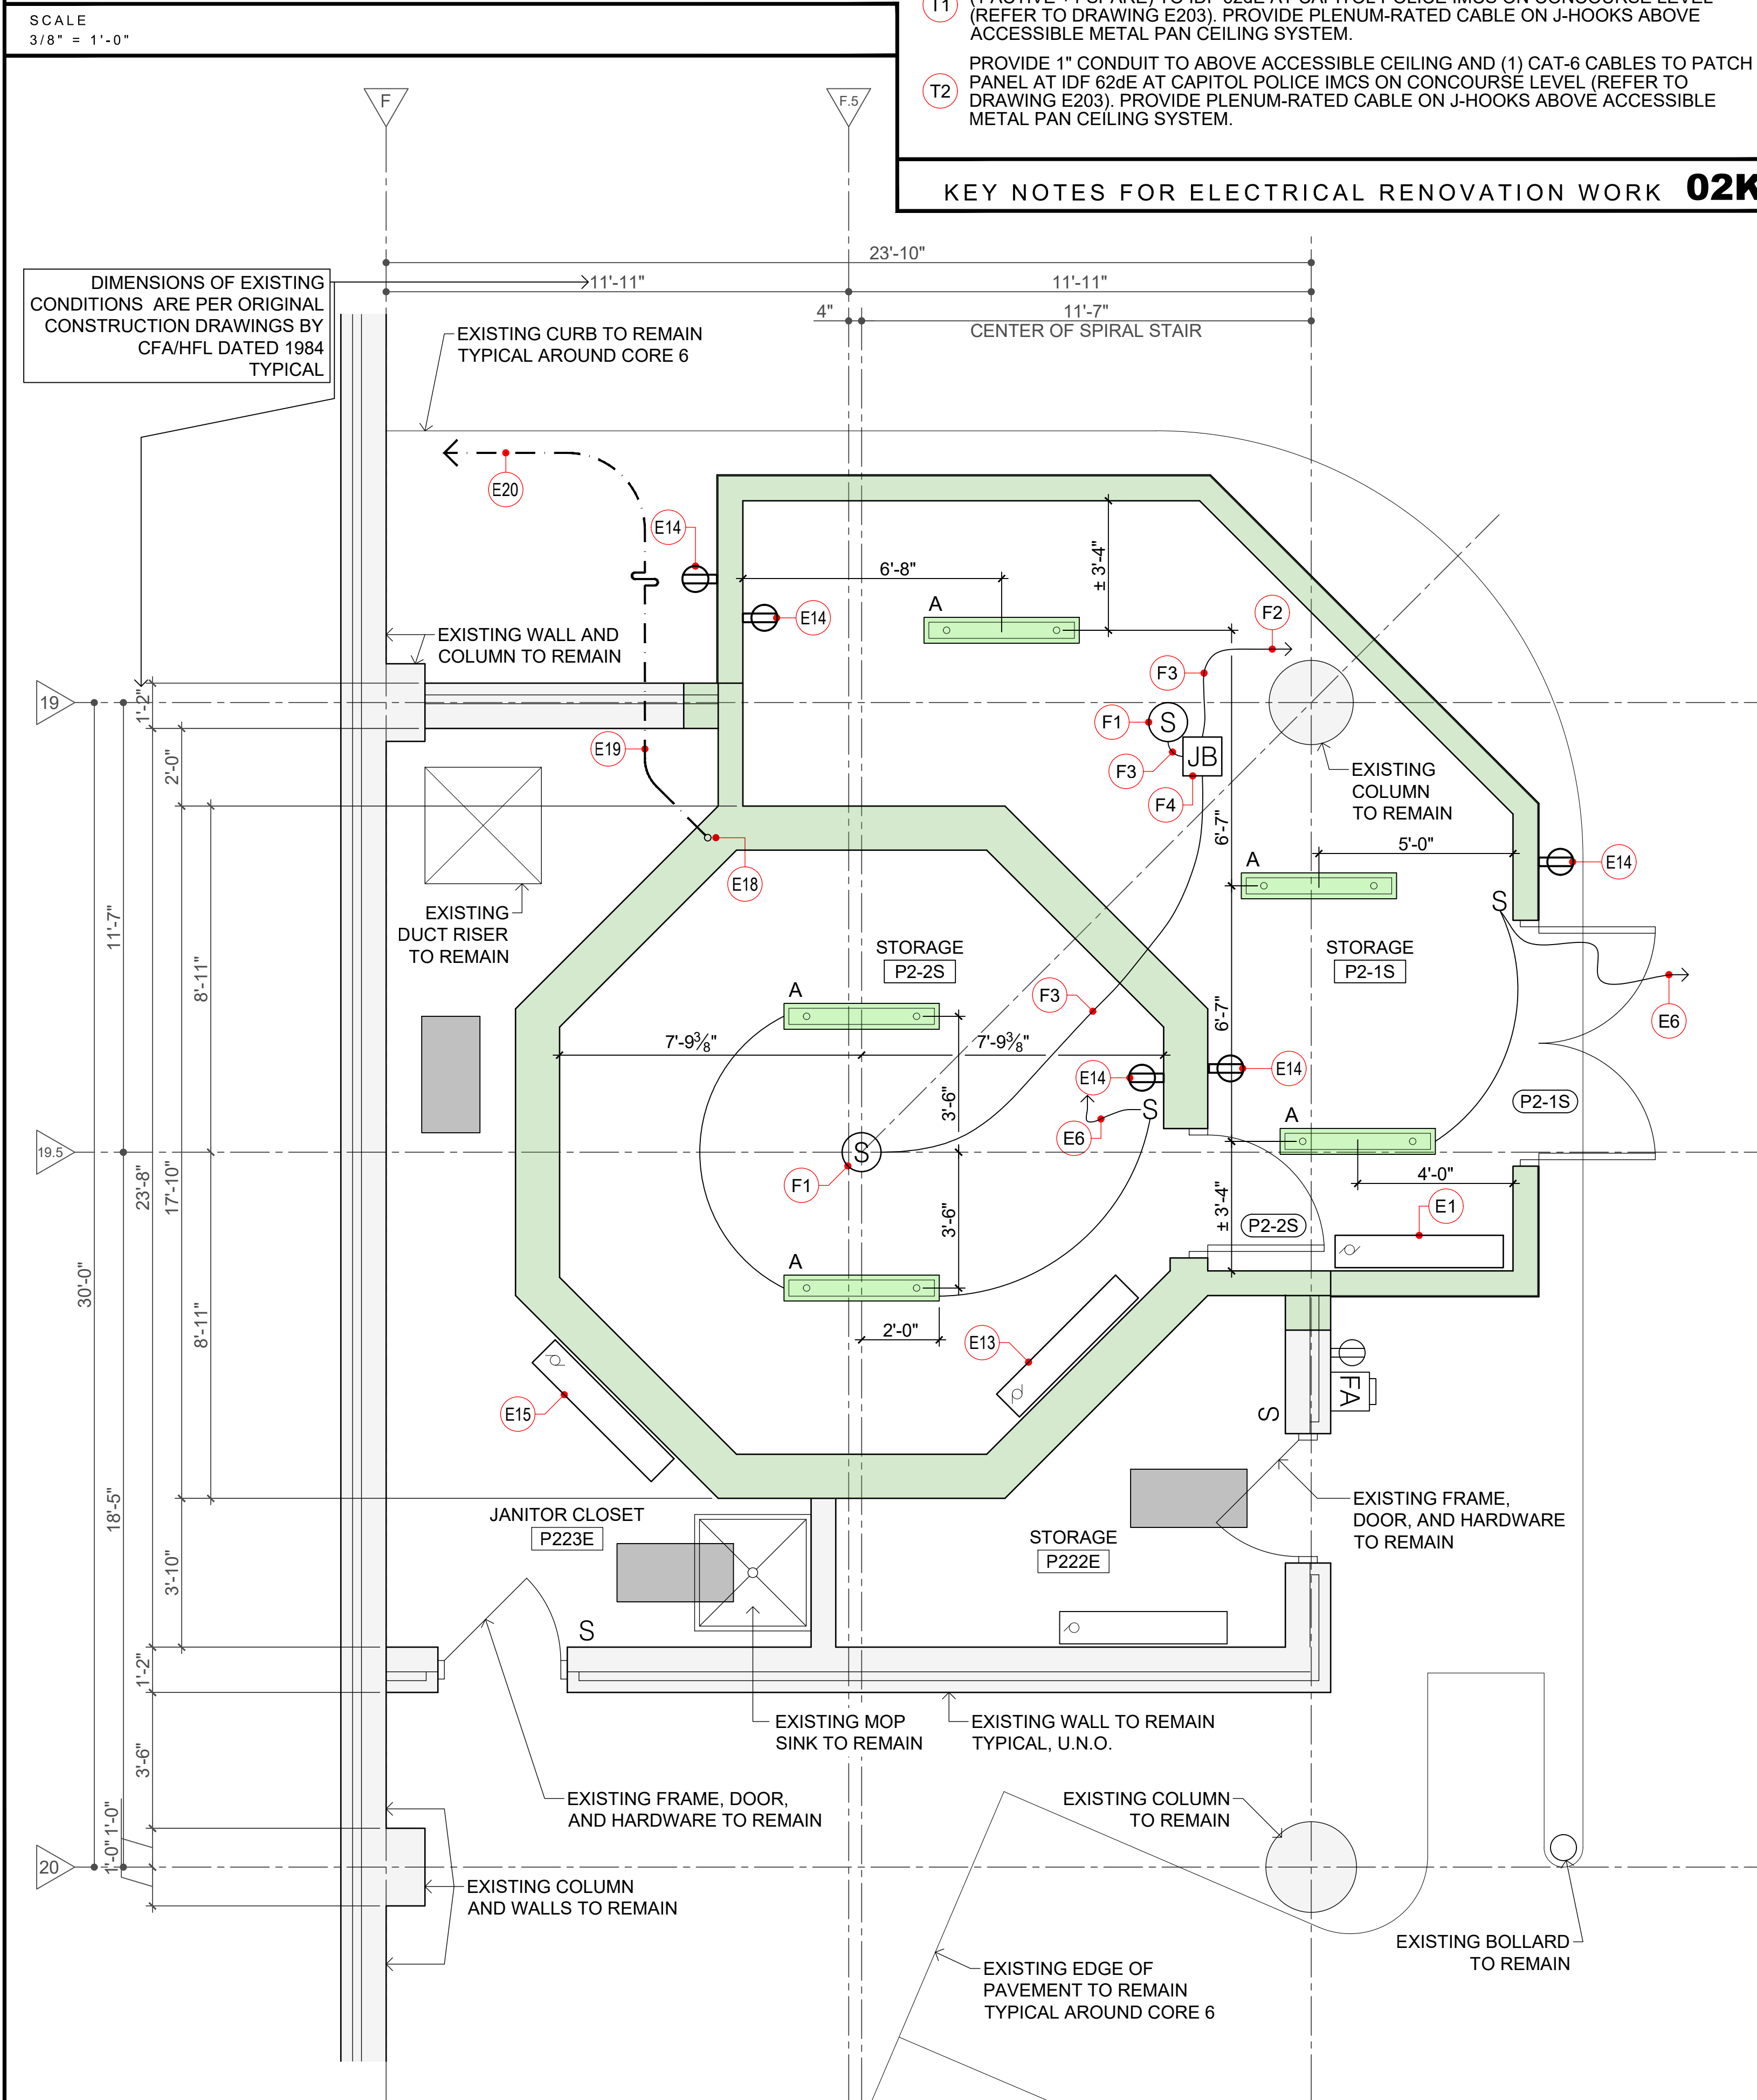 SCALE
3/8" = 1'-0"
T1
(REFER TO DRAWING E203). PROVIDE PLENUM-RATED CABLE ON J-HOOKS ABOVE
ACCESSIBLE METAL PAN CEILING SYSTEM.
T2
PROVIDE 1" CONDUIT TO ABOVE ACCESSIBLE CEILING AND (1) CAT-6 CABLES TO PATCH
PANEL AT IDF 62dE AT CAPITOL POLICE IMCS ON CONCOURSE LEVEL (REFER TO
DRAWING E203). PROVIDE PLENUM-RATED CABLE ON J-HOOKS ABOVE ACCESSIBLE
METAL PAN CEILING SYSTEM.
KEY NOTES FOR ELECTRICAL RENOVATION WORK 02K
F
F.5
23'-10"
11'-11"
11'-11"
4"
11'-7"
CENTER OF SPIRAL STAIR
DIMENSIONS OF EXISTING
CONDITIONS ARE PER ORIGINAL
CONSTRUCTION DRAWINGS BY
CFA/HFL DATED 1984
TYPICAL
EXISTING CURB TO REMAIN
TYPICAL AROUND CORE 6
E20
E14
6'-8"
± 3'-4"
A
E14
F2
EXISTING WALL AND
COLUMN TO REMAIN
F3
19
1'-2"
F1
S
E19
JB
F3
F4
2'-0"
EXISTING
COLUMN
TO REMAIN
6'-7"
5'-0"
A
E14
E18
S
EXISTING
DUCT RISER
TO REMAIN
11'-7"
8'-11"
STORAGE
P2-2S
STORAGE
P2-1S
A
F3
6'-7"
E6
7'-9⅜"
7'-9⅜"
E14
E14
3'-6"
S
E6
A
P2-1S
19.5
S
F1
23'-8"
17'-10"
4'-0"
3'-6"
± 3'-4"
P2-2S
E1
30'-0"
A
8'-11"
2'-0"
E13
E15
FA
S
18'-5"
JANITOR CLOSET
P223E
STORAGE
P222E
EXISTING FRAME,
DOOR, AND HARDWARE
TO REMAIN
3'-10"
S
1'-2"
EXISTING MOP
SINK TO REMAIN
EXISTING WALL TO REMAIN
TYPICAL, U.N.O.
3'-6"
EXISTING FRAME, DOOR,
AND HARDWARE TO REMAIN
EXISTING COLUMN
TO REMAIN
1'-0"
1'-0"
20
EXISTING COLUMN
AND WALLS TO REMAIN
EXISTING BOLLARD
TO REMAIN
EXISTING EDGE OF
PAVEMENT TO REMAIN
TYPICAL AROUND CORE 6